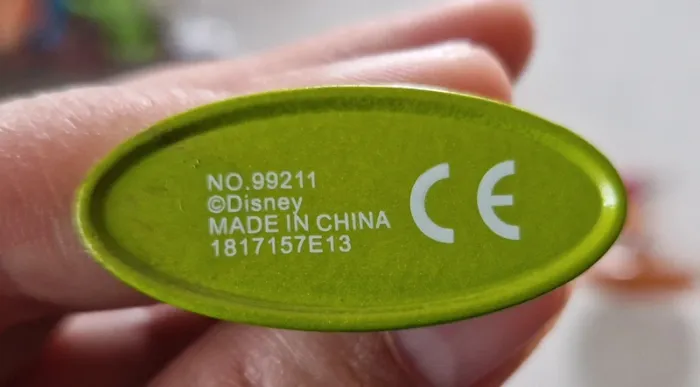 NO.99211
©Disney
MADE IN CHINA
1817157E13
CE